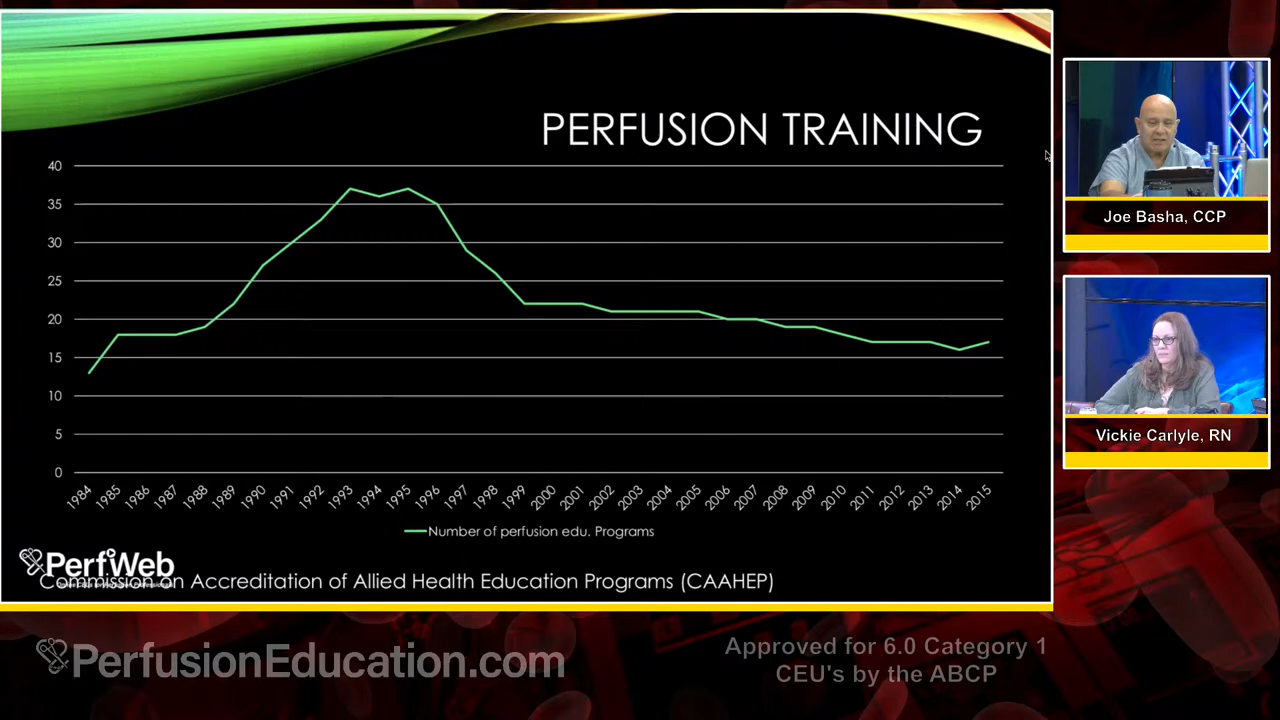 PERFUSION TRAINING
40
35
30
25
20
15
10
5
0
1984 1985 1986 1987 1988 1989 1990 1991 1992 1993 1994 1995 1996 1997 1998 1999 2000 2001 2002 2003 2004 2005 2006 2007 2008 2009 2010 2011 2012 2013 2014 2015
Number of perfusion edu. Programs
PerfWeb
Commission on Accreditation of Allied Health Education Programs (CAAHEP)
Joe Basha, CCP
Vickie Carlyle, RN
PerfusionEducation.com
Approved for 6.0 Category 1
CEU's by the ABCP